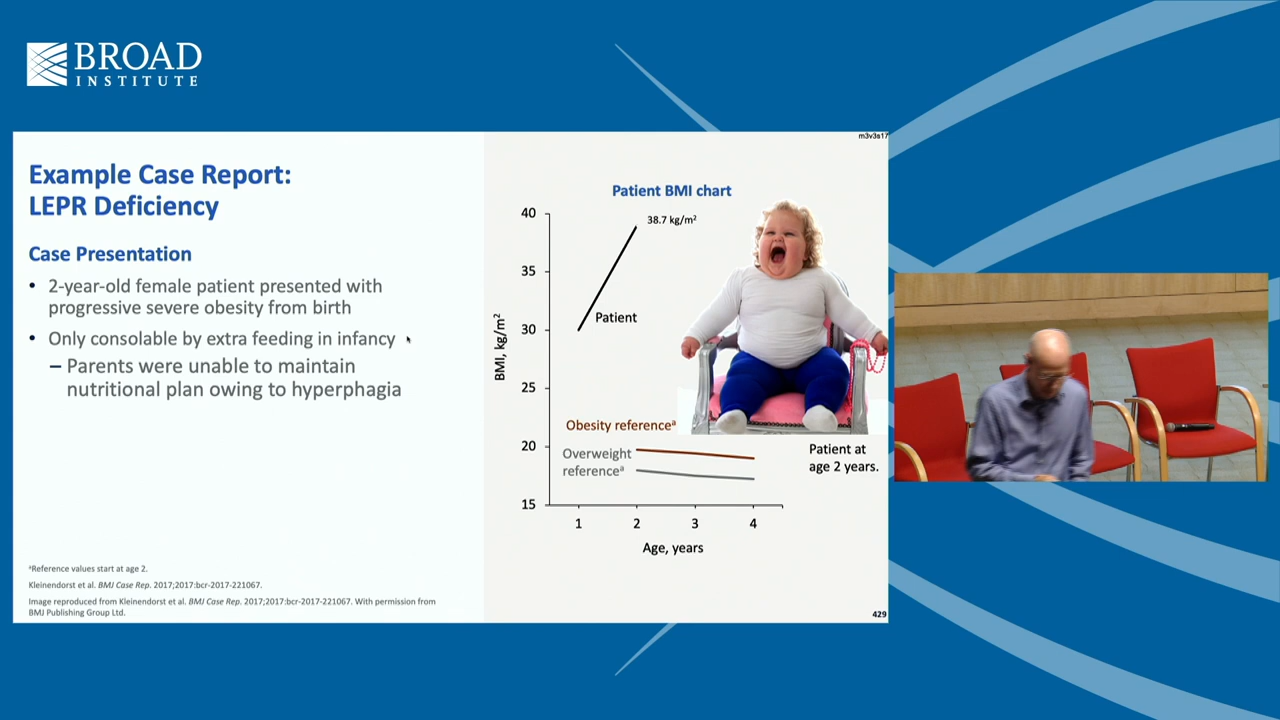 BROAD
INSTITUTE
m3v3s17
Example Case Report:
LEPR Deficiency
Case Presentation
• 2-year-old female patient presented with
progressive severe obesity from birth
• Only consolable by extra feeding in infancy
– Parents were unable to maintain
nutritional plan owing to hyperphagia
ᵃReference values start at age 2.
Kleinendorst et al. BMJ Case Rep. 2017;2017:bcr-2017-221067.
Image reproduced from Kleinendorst et al. BMJ Case Rep. 2017;2017:bcr-2017-221067. With permission from
BMJ Publishing Group Ltd.
Patient BMI chart
BMI, kg/m²
40
35
30
25
20
15
38.7 kg/m²
Patient
Obesity referenceᵃ
Overweight
referenceᵃ
1 2 3 4
Age, years
Patient at
age 2 years.
429